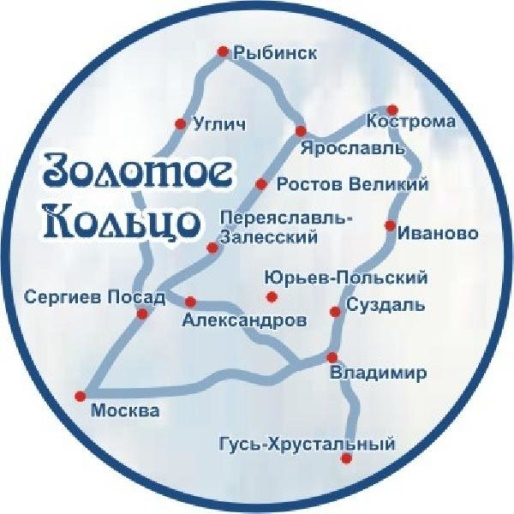 Рыбинск
Углич
Кострома
Ярославль
Золотое
Кольцо
Ростов Великий
Переяславль-
Залесский
Иваново
Юрьев-Польский
Сергиев Посад
Александров
Суздаль
Владимир
Москва
Гусь-Хрустальный